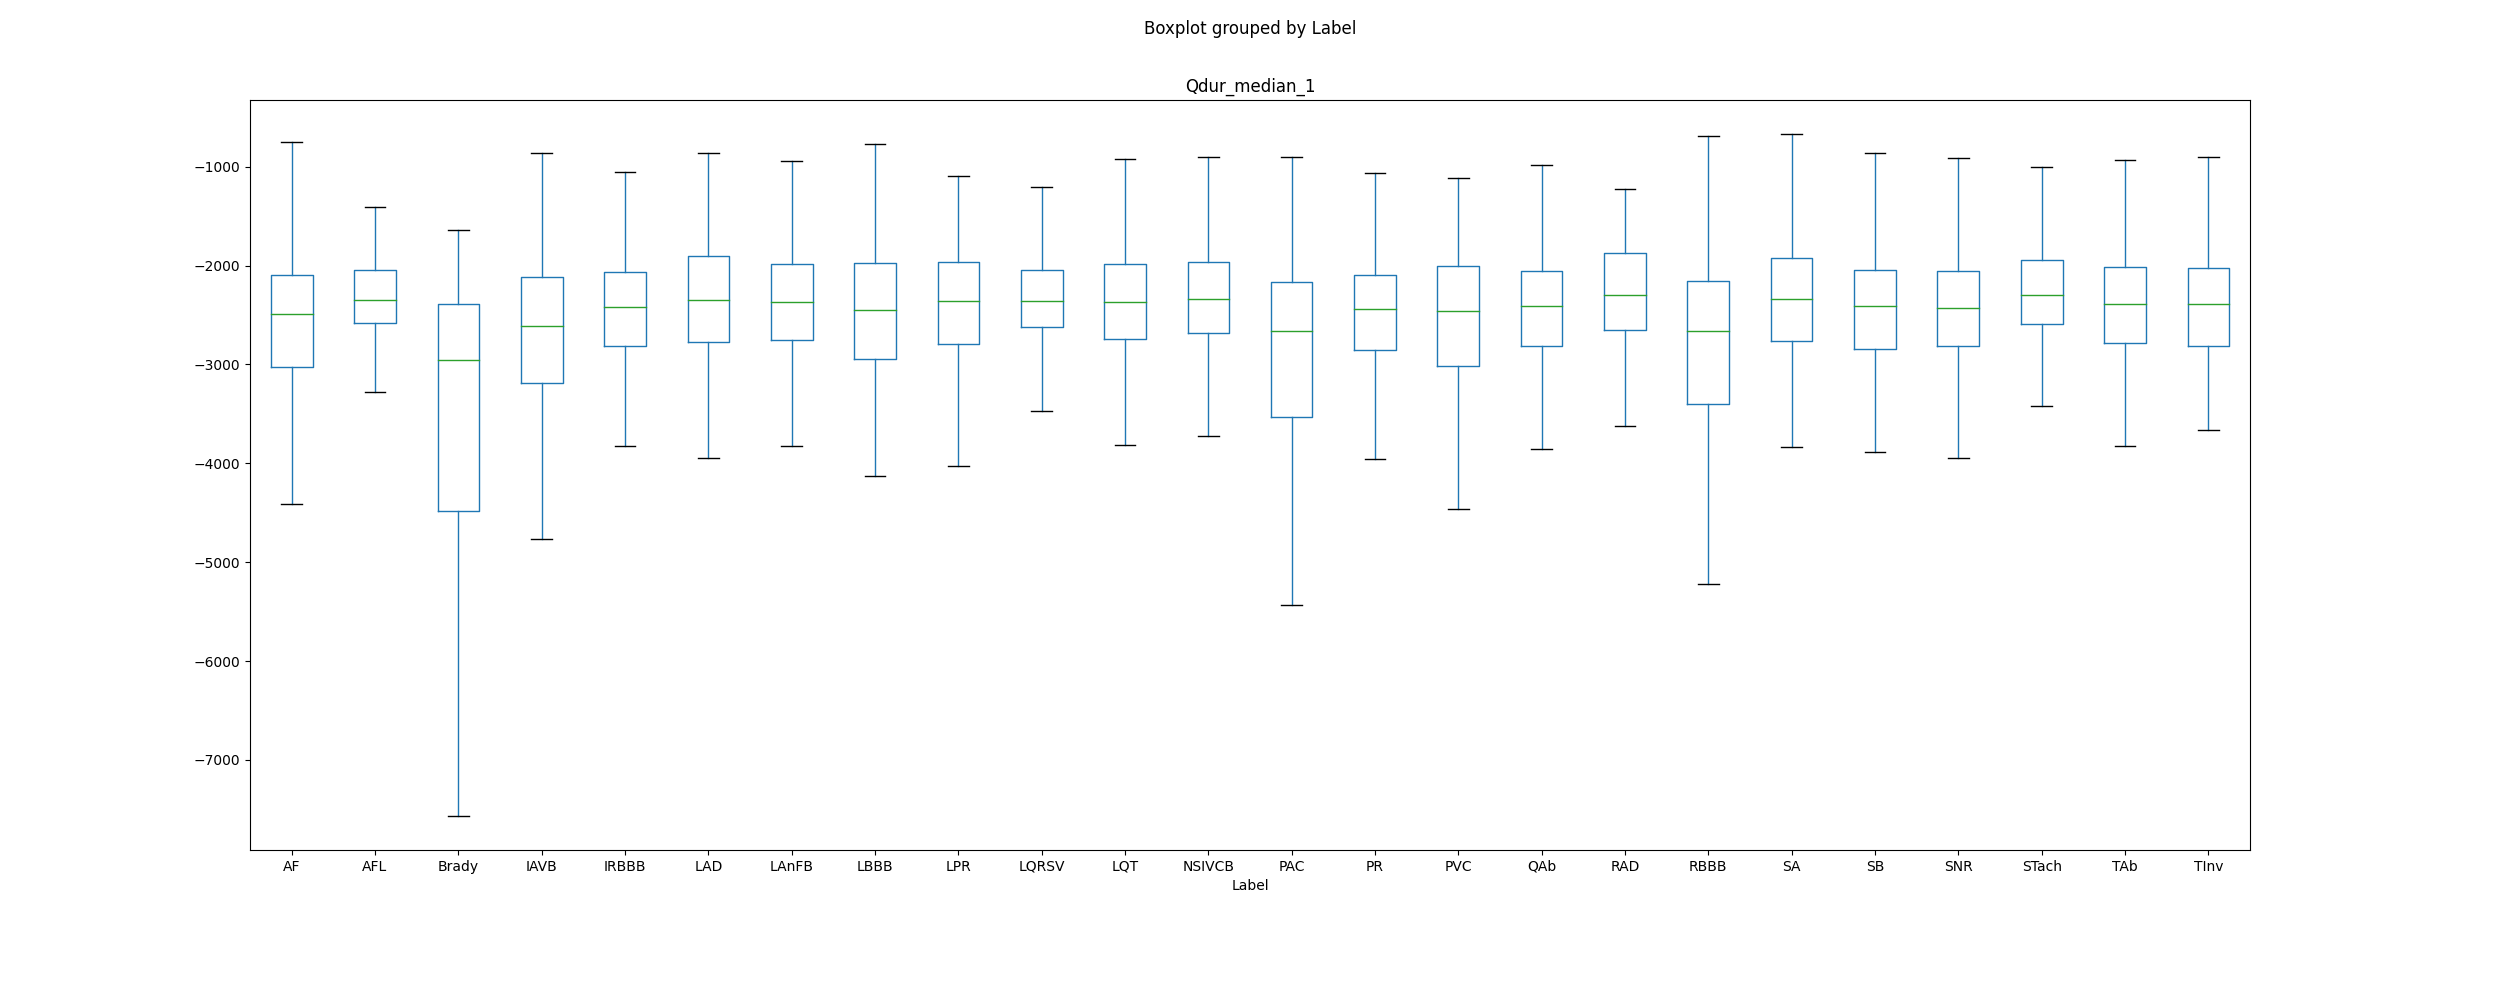 Boxplot grouped by Label
Qdur_median_1
−1000
−2000
−3000
−4000
−5000
−6000
−7000
AF AFL Brady IAVB IRBBB LAD LAnFB LBBB LPR LQRSV LQT NSIVCB PAC PR PVC QAb RAD RBBB SA SB SNR STach TAb TInv
Label